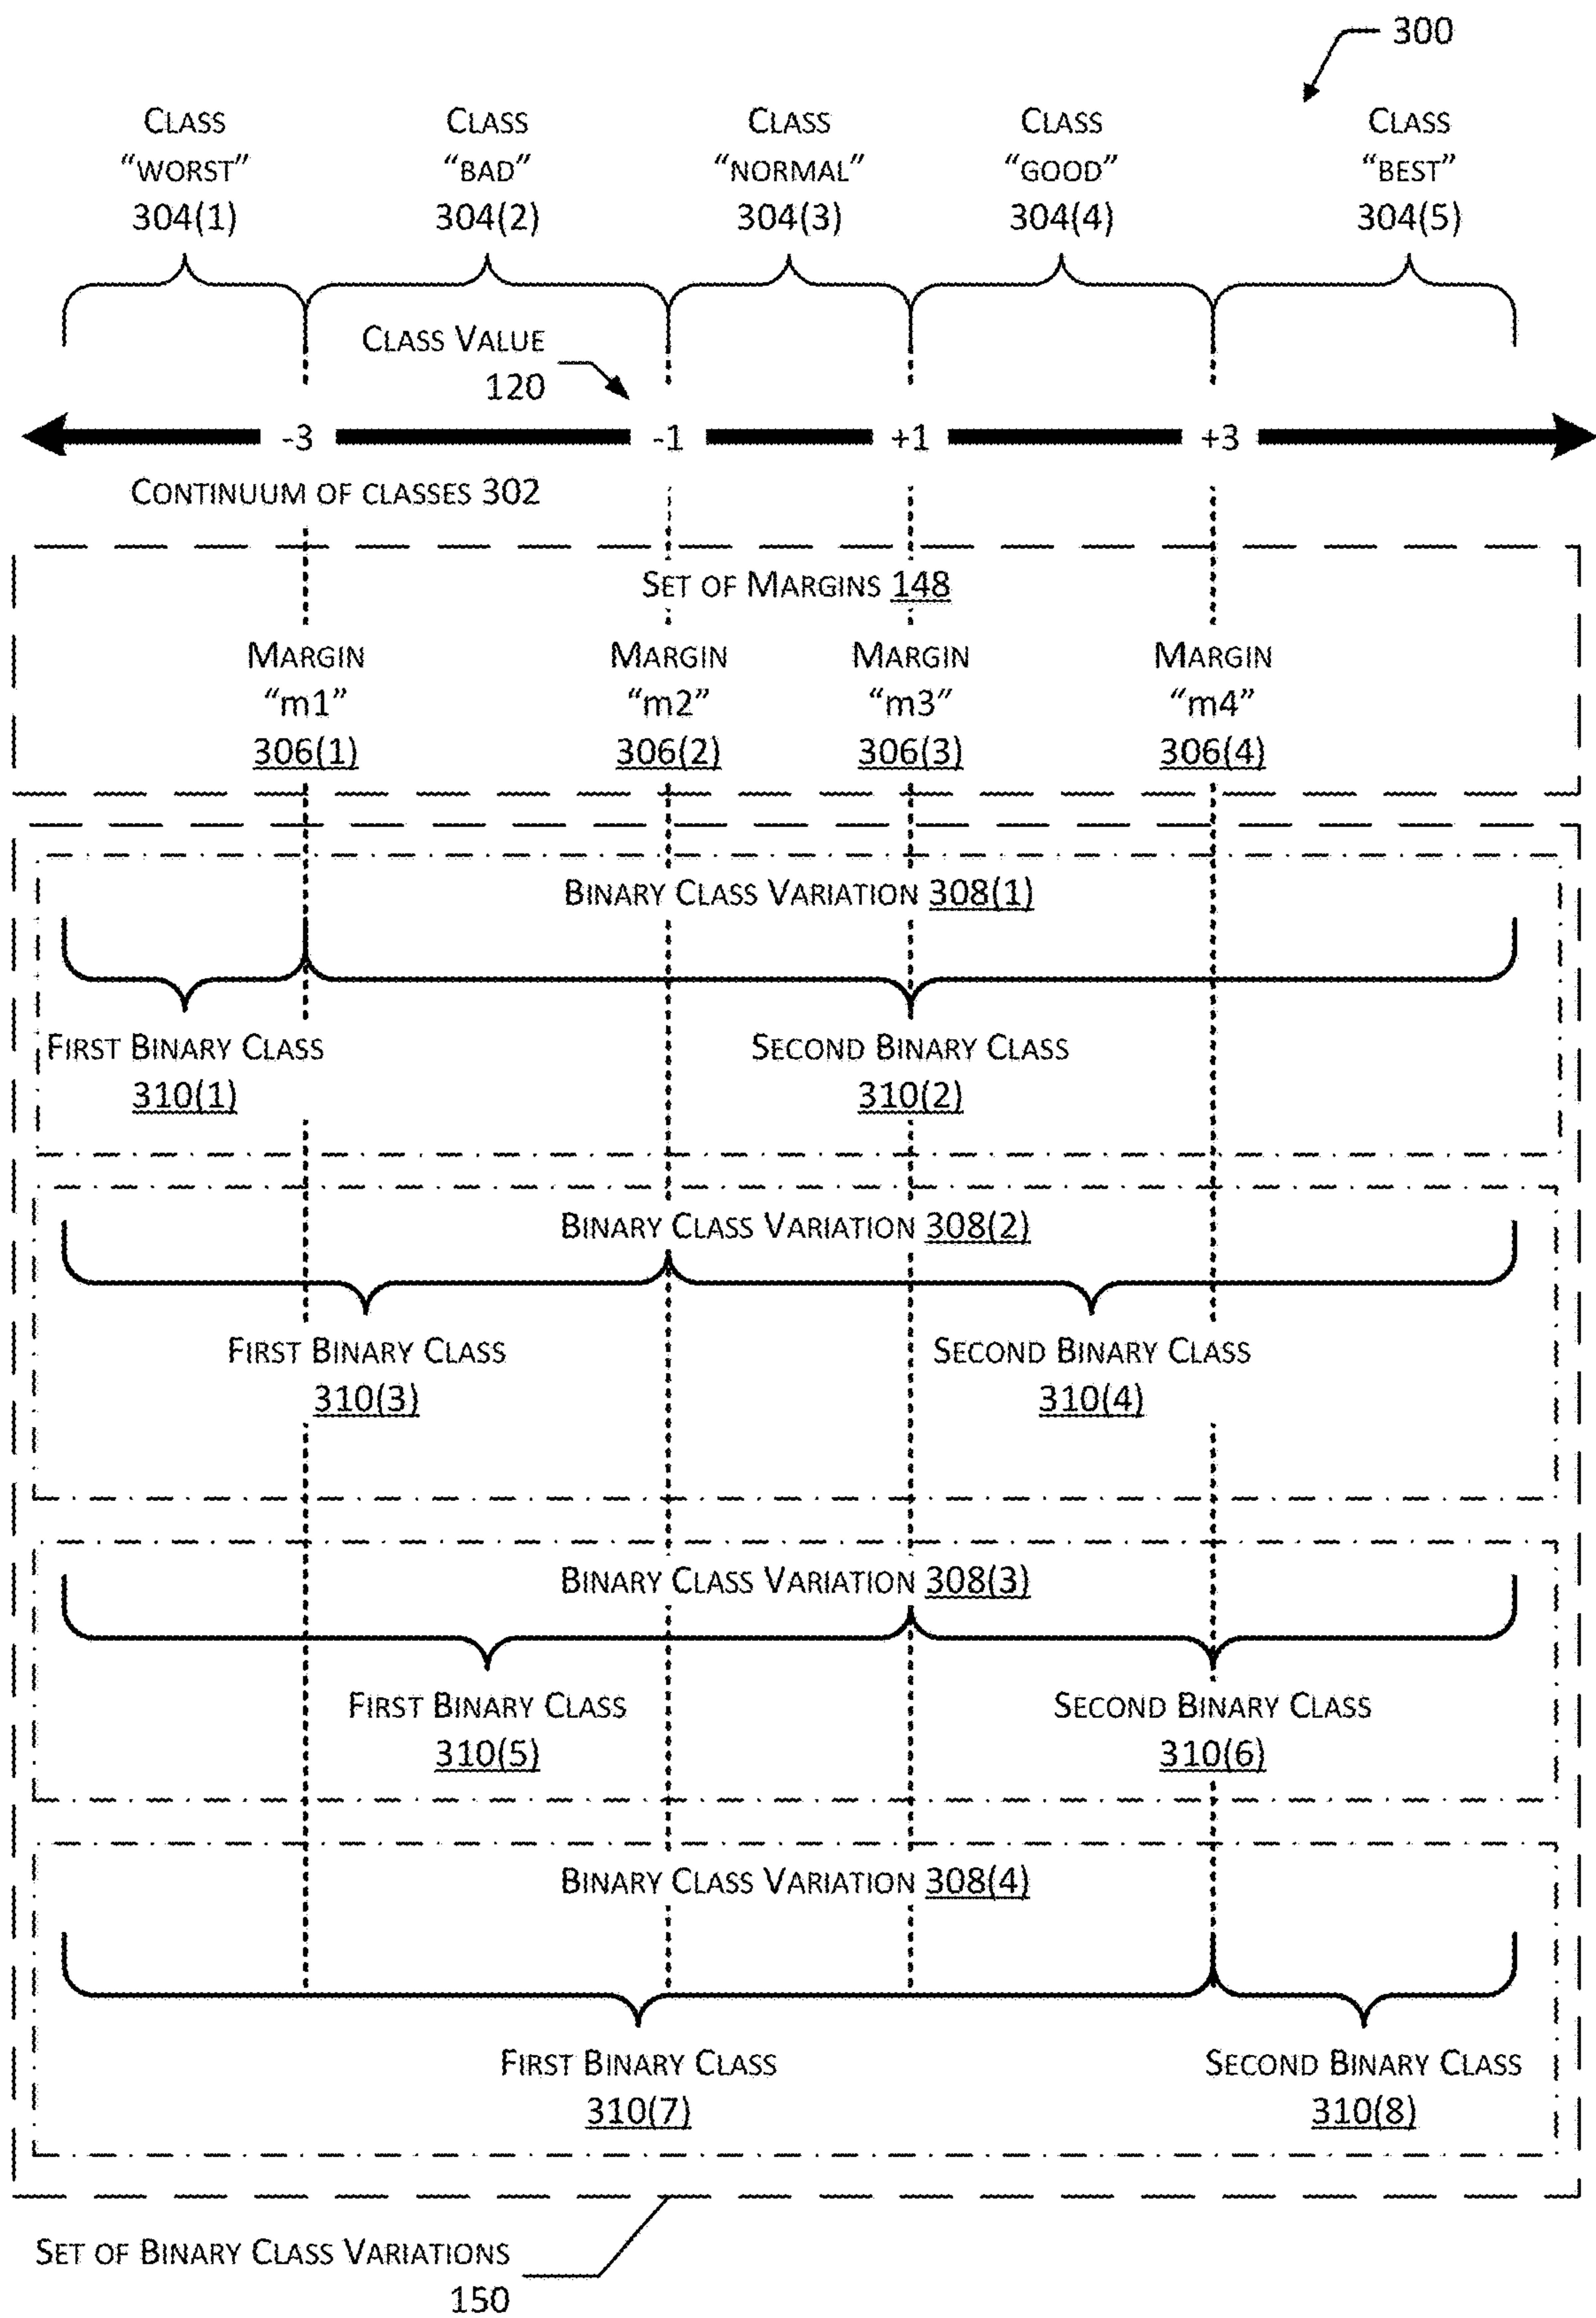 300
CLASS CLASS CLASS CLASS CLASS
“WORST” “BAD” “NORMAL” “GOOD” “BEST”
304(1) 304(2) 304(3) 304(4) 304(5)
CLASS VALUE
120
-3 -1 +1 +3
CONTINUUM OF CLASSES 302
SET OF MARGINS 148
MARGIN MARGIN MARGIN MARGIN
“m1” “m2” “m3” “m4”
306(1) 306(2) 306(3) 306(4)
BINARY CLASS VARIATION 308(1)
FIRST BINARY CLASS SECOND BINARY CLASS
310(1) 310(2)
BINARY CLASS VARIATION 308(2)
FIRST BINARY CLASS SECOND BINARY CLASS
310(3) 310(4)
BINARY CLASS VARIATION 308(3)
FIRST BINARY CLASS SECOND BINARY CLASS
310(5) 310(6)
BINARY CLASS VARIATION 308(4)
FIRST BINARY CLASS SECOND BINARY CLASS
310(7) 310(8)
SET OF BINARY CLASS VARIATIONS
150